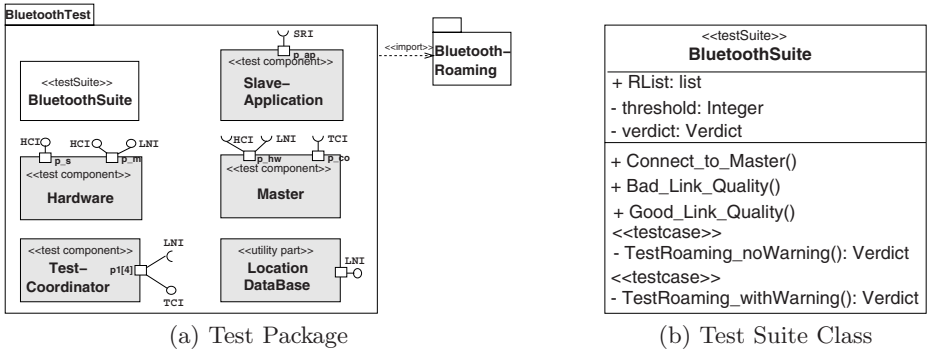 BluetoothTest
SRI
p_ap
<<test component>>
Slave-
Application
<<import>>
Bluetooth-
Roaming
<<testSuite>>
BluetoothSuite
HCI
HCI
LNI
p_s
p_m
<<test component>>
Hardware
HCI
LNI
TCI
p_hw
p_co
<<test component>>
Master
<<test component>>
Test-
Coordinator
p1[4]
LNI
TCI
<<utility part>>
Location
DataBase
LNI
(a) Test Package
<<testSuite>>
BluetoothSuite
+ RList: list
- threshold: Integer
- verdict: Verdict
+ Connect_to_Master()
+ Bad_Link_Quality()
+ Good_Link_Quality()
<<testcase>>
- TestRoaming_noWarning(): Verdict
<<testcase>>
- TestRoaming_withWarning(): Verdict
(b) Test Suite Class